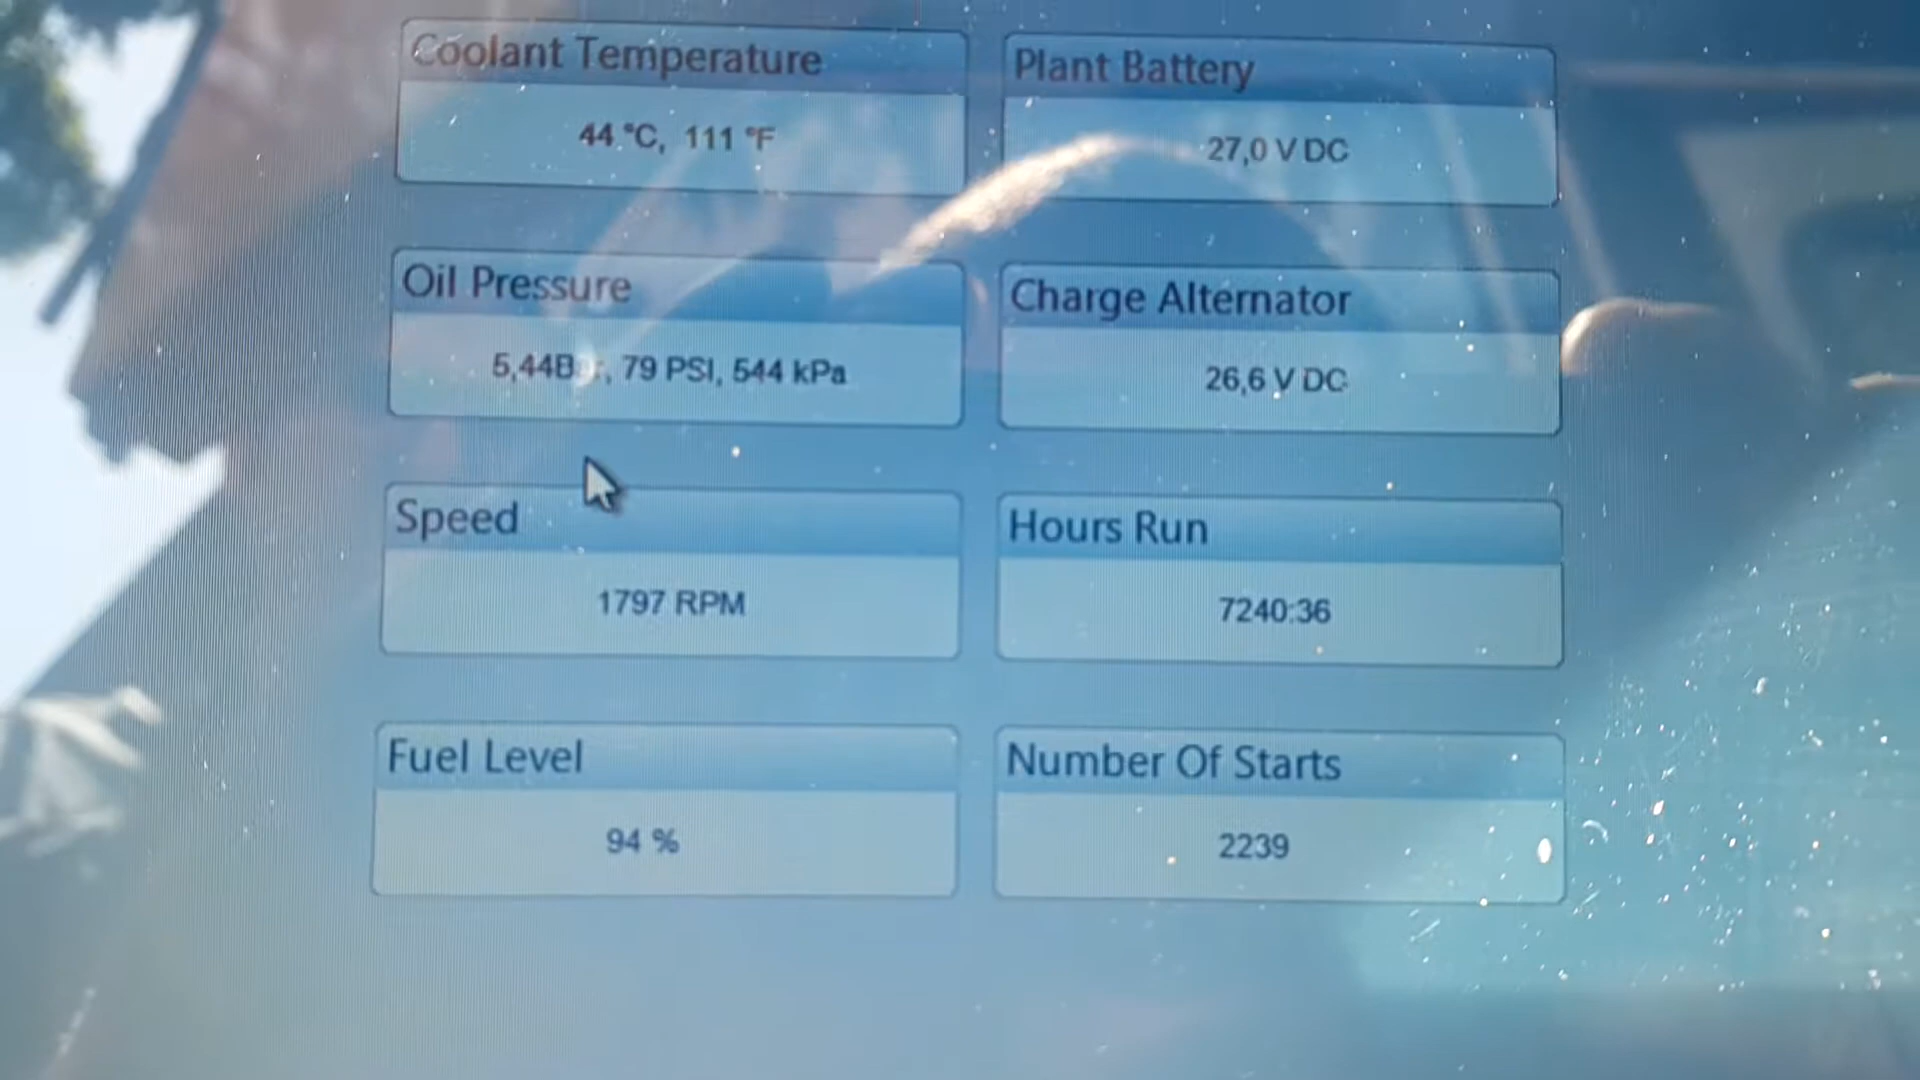 Coolant Temperature
44 °C, 111 °F
Plant Battery
27,0 V DC
Oil Pressure
79 PSI, 544 kPa
Charge Alternator
26,6 V DC
Speed
1797 RPM
Hours Run
7240:36
Fuel Level
94 %
Number Of Starts
2239